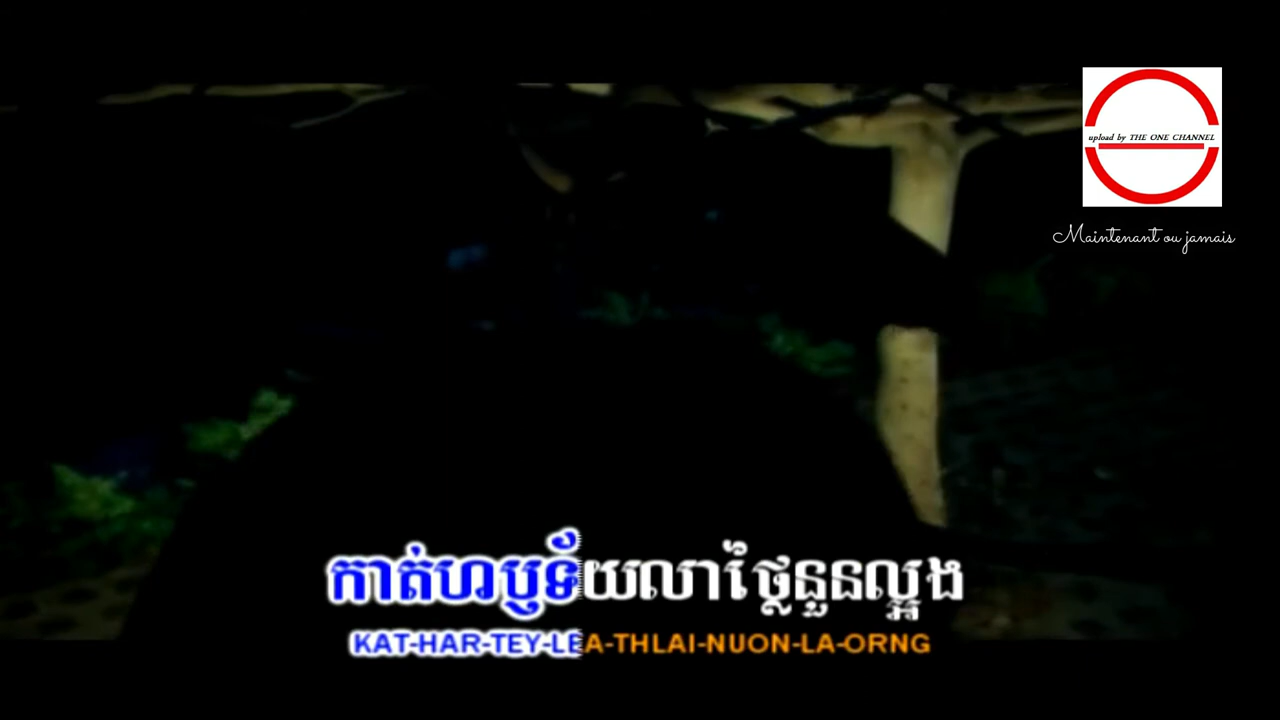 upload by THE ONE CHANNEL
Maintenant ou jamais
កាត់ហឫទ័យលាថ្លៃនួនល្អង
KAT-HAR-TEY-LEA-THLAI-NUON-LA-ORNG